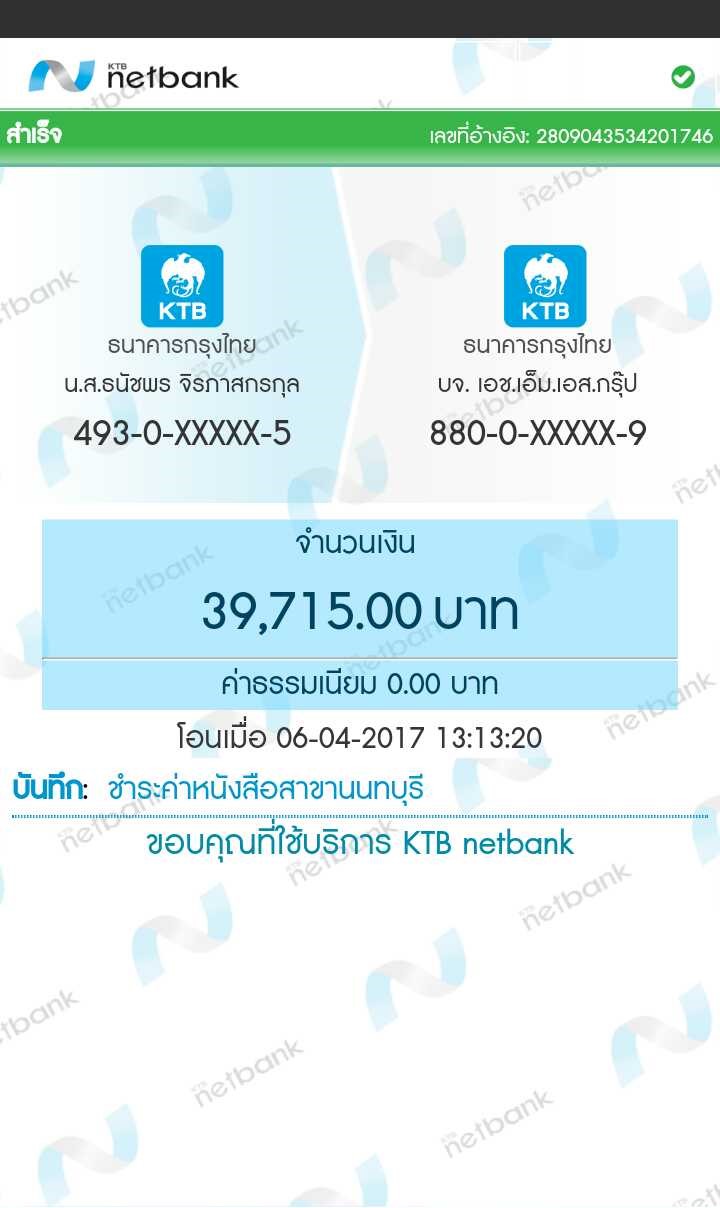 KTB netbank
สำเร็จ เลขที่อ้างอิง: 2809043534201746
KTB KTB
ธนาคารกรุงไทย ธนาคารกรุงไทย
น.ส.ธนัชพร จิรภาสกรกุล บจ. เอช.เอ็ม.เอส.กรุ๊ป
493-0-XXXXX-5 880-0-XXXXX-9
จำนวนเงิน
39,715.00 บาท
ค่าธรรมเนียม 0.00 บาท
โอนเมื่อ 06-04-2017 13:13:20
บันทึก: ชำระค่าหนังสือสาขานนทบุรี
ขอบคุณที่ใช้บริการ KTB netbank